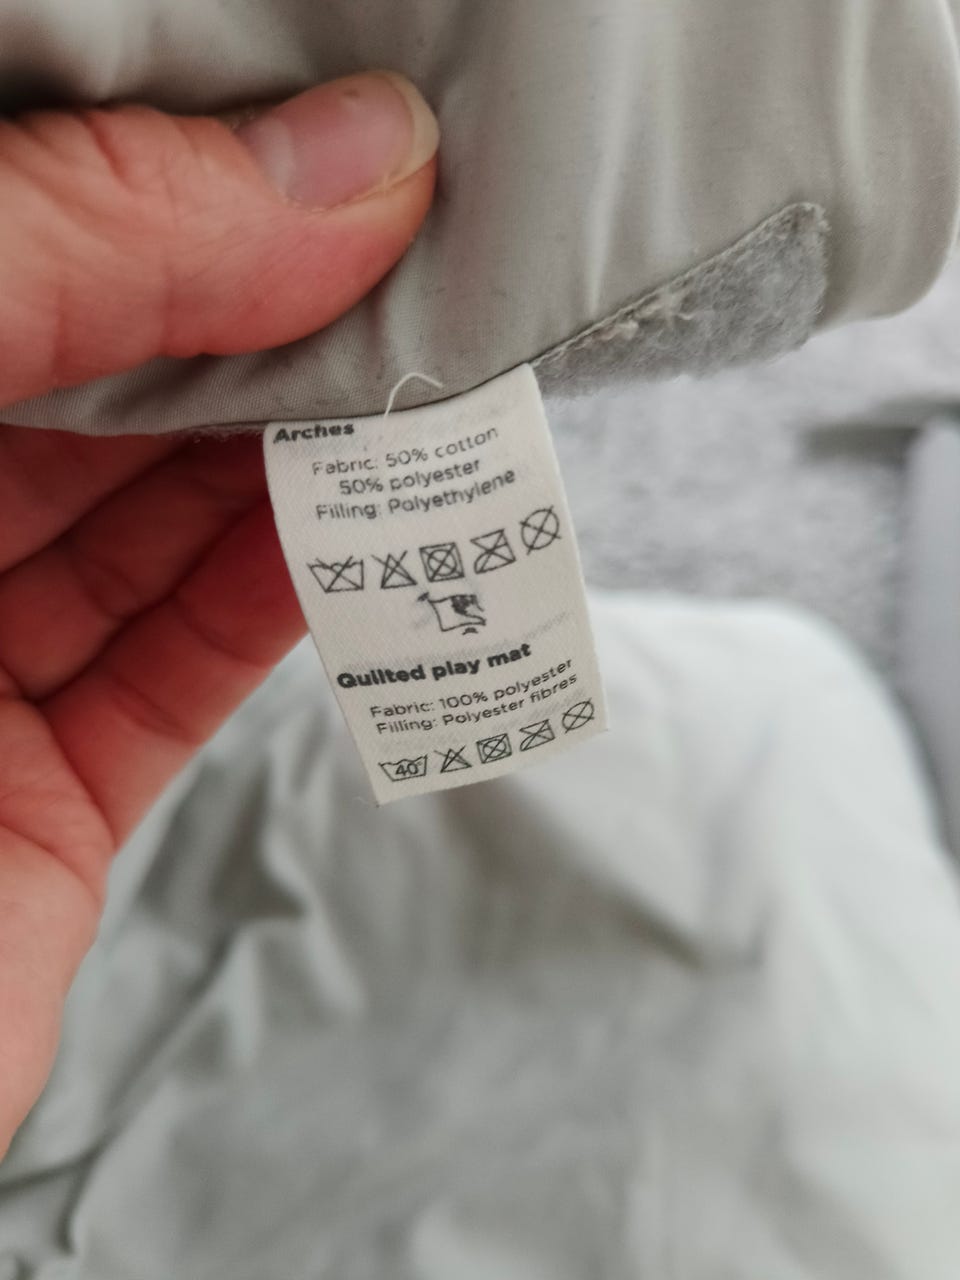 Arches
Fabric: 50% cotton
50% polyester
Filling: Polyethylene
Quilted play mat
Fabric: 100% polyester
Filling: Polyester fibres
40°